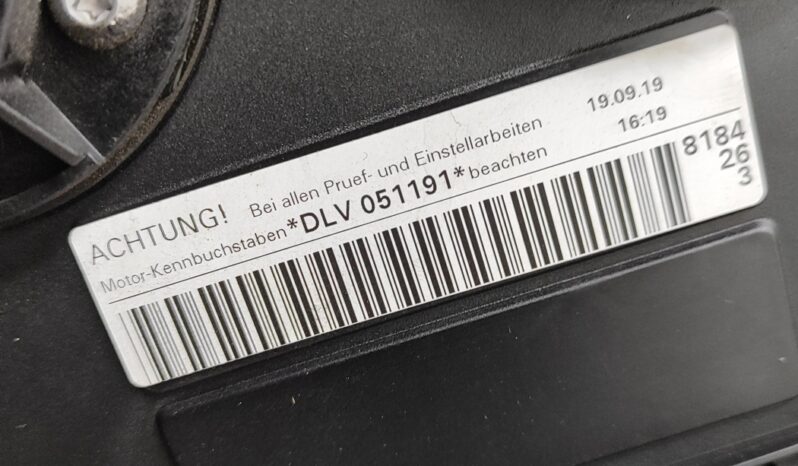 ACHTUNG! Bei allen Pruef- und Einstellarbeiten 19.09.19
Motor-Kennbuchstaben *DLV 051191* beachten 16:19
8184
26
3